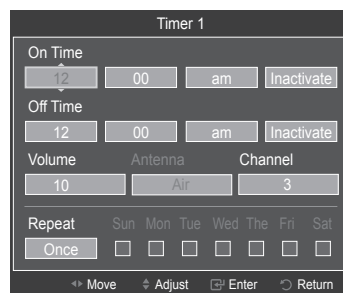 Timer 1
On Time
12 00 am Inactivate
Off Time
12 00 am Inactivate
Volume Antenna Channel
10 Air 3
Repeat Sun Mon Tue Wed The Fri Sat
Once
Move Adjust Enter Return